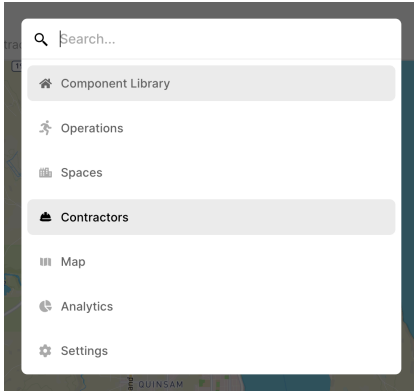 Search...
Component Library
Operations
Spaces
Contractors
Map
Analytics
Settings
QUINSAM